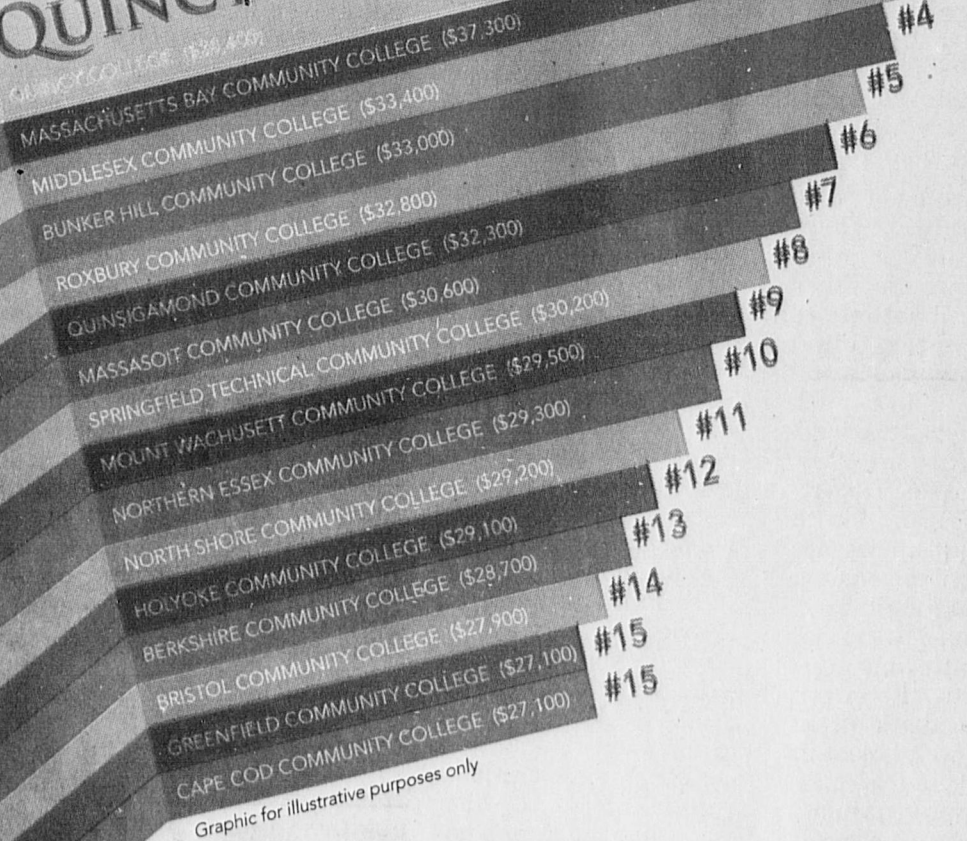 QUINCY
QUINCY COLLEGE
MASSACHUSETTS BAY COMMUNITY COLLEGE ($37,300)
MIDDLESEX COMMUNITY COLLEGE ($33,400)
BUNKER HILL COMMUNITY COLLEGE ($33,000) #4
ROXBURY COMMUNITY COLLEGE ($32,800) #5
QUINSIGAMOND COMMUNITY COLLEGE ($32,300) #6
MASSASOIT COMMUNITY COLLEGE ($30,600) #7
SPRINGFIELD TECHNICAL COMMUNITY COLLEGE ($30,200) #8
MOUNT WACHUSETT COMMUNITY COLLEGE ($29,500) #9
NORTHERN ESSEX COMMUNITY COLLEGE ($29,300) #10
NORTH SHORE COMMUNITY COLLEGE ($29,200) #11
HOLYOKE COMMUNITY COLLEGE ($29,100) #12
BERKSHIRE COMMUNITY COLLEGE ($28,700) #13
BRISTOL COMMUNITY COLLEGE ($27,900) #14
GREENFIELD COMMUNITY COLLEGE ($27,100) #15
CAPE COD COMMUNITY COLLEGE ($27,100) #15
Graphic for illustrative purposes only